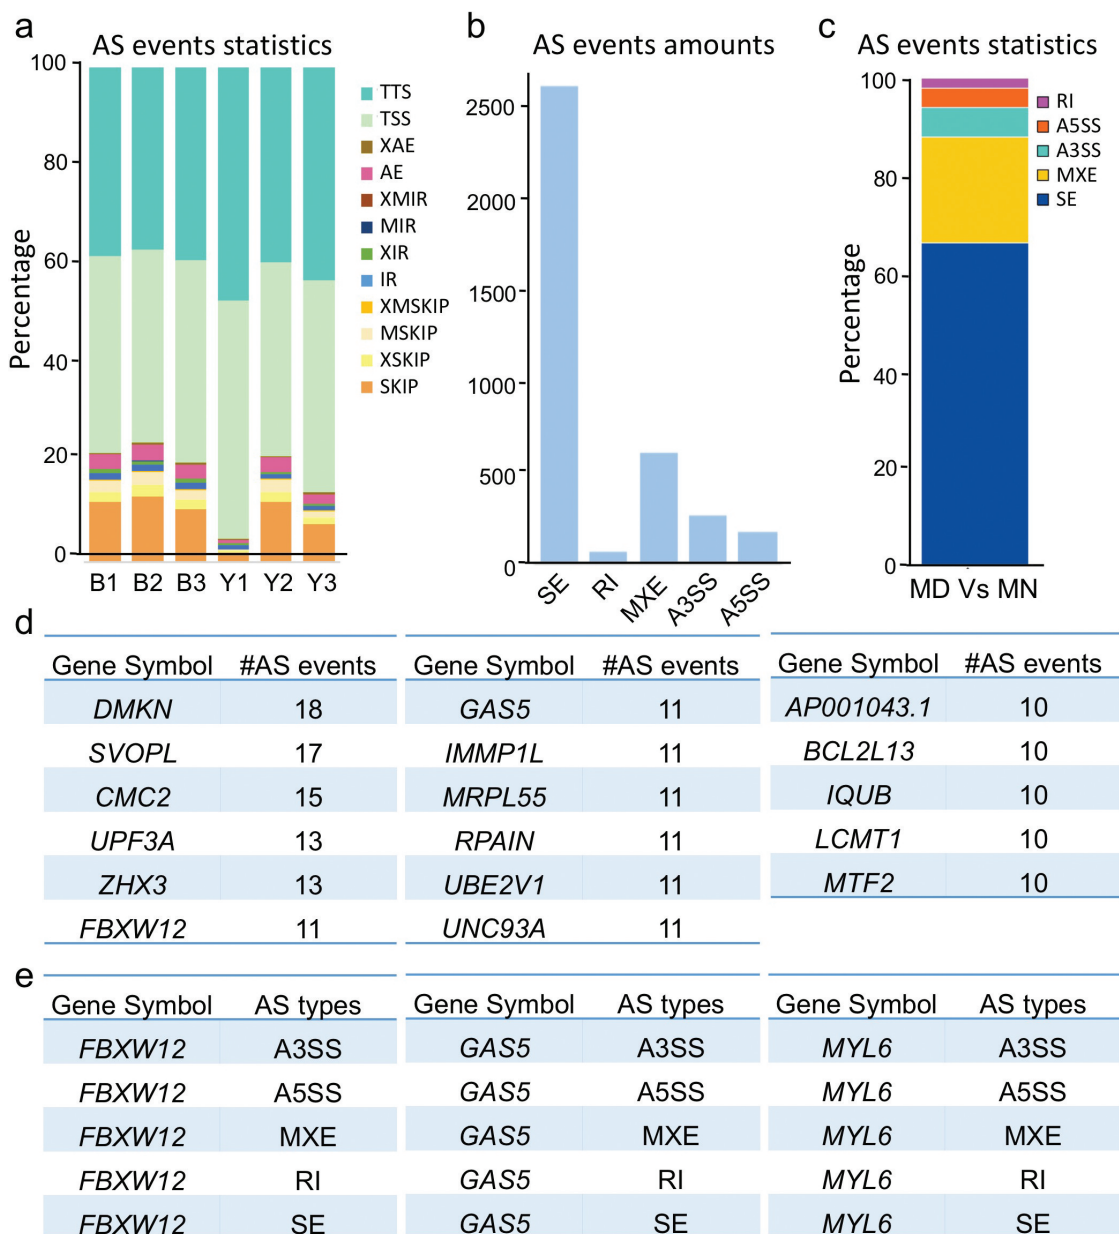 a
AS events statistics
Percentage
100
80
60
40
20
0
B1 B2 B3 Y1 Y2 Y3
TTS
TSS
XAE
AE
XMIR
MIR
XIR
IR
XMSKIP
MSKIP
XSKIP
SKIP
b
AS events amounts
2500
2000
1500
1000
500
0
SE RI MXE A3SS A5SS
c
AS events statistics
Percentage
100
80
60
40
20
0
MD Vs MN
RI
A5SS
A3SS
MXE
SE
d
Gene Symbol #AS events
DMKN 18
SVOPL 17
CMC2 15
UPF3A 13
ZHX3 13
FBXW12 11
Gene Symbol #AS events
GAS5 11
IMMP1L 11
MRPL55 11
RPAIN 11
UBE2V1 11
UNC93A 11
Gene Symbol #AS events
AP001043.1 10
BCL2L13 10
IQUB 10
LCMT1 10
MTF2 10
e
Gene Symbol AS types
FBXW12 A3SS
FBXW12 A5SS
FBXW12 MXE
FBXW12 RI
FBXW12 SE
Gene Symbol AS types
GAS5 A3SS
GAS5 A5SS
GAS5 MXE
GAS5 RI
GAS5 SE
Gene Symbol AS types
MYL6 A3SS
MYL6 A5SS
MYL6 MXE
MYL6 RI
MYL6 SE